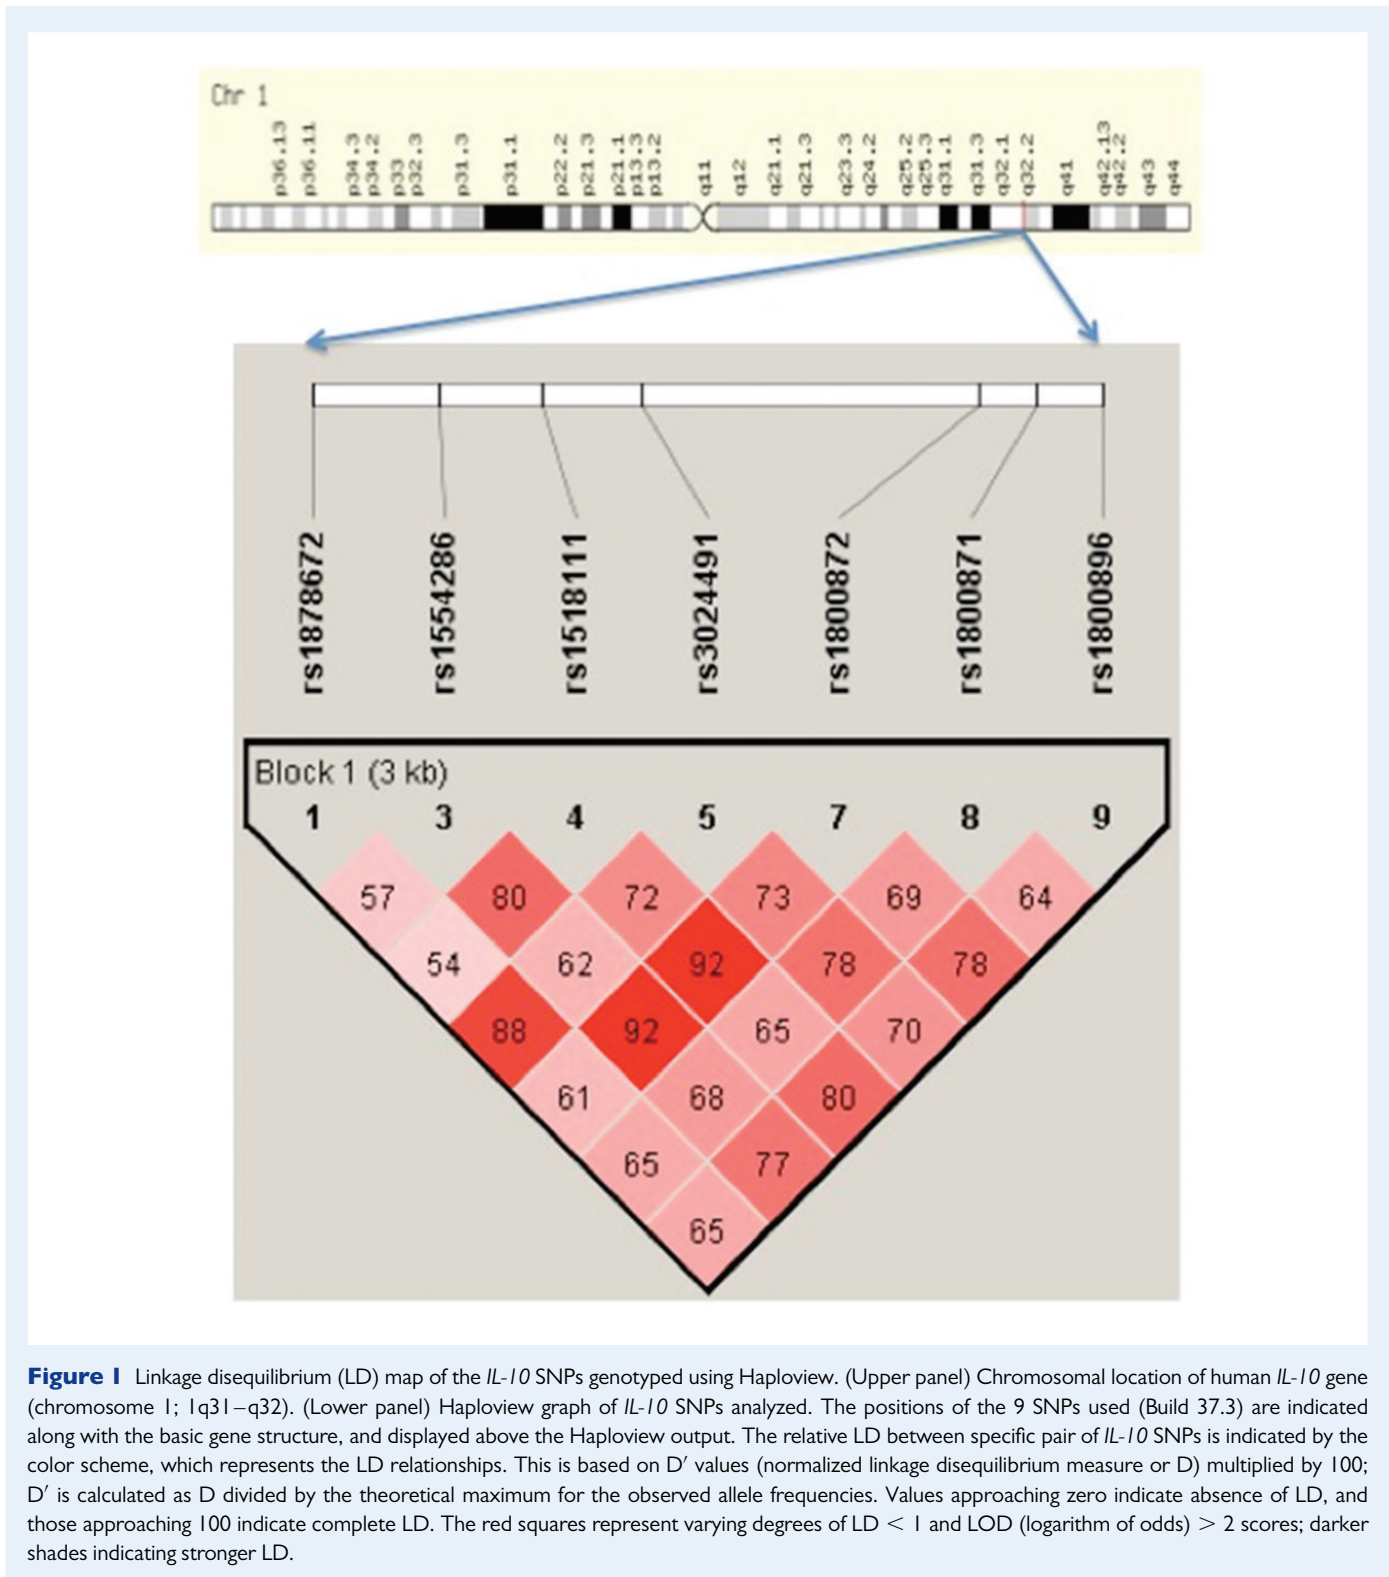 Chr 1
p36.13 p36.11 p34.3 p34.2 p33 p32.3 p31.3 p31.1 p22.2 p21.3 p21.1 p13.3 p13.2 q11 q12 q21.1 q21.3 q23.3 q24.2 q25.2 q25.3 q31.1 q31.3 q32.1 q32.2 q41 q42.13 q42.2 q43 q44
rs1878672 rs1554286 rs1518111 rs3024491 rs1800872 rs1800871 rs1800896
Block 1 (3 kb)
1 3 4 5 7 8 9
57 80 72 73 69 64
54 62 92 78 78
88 92 65 70
61 68 80
65 77
65
Figure 1 Linkage disequilibrium (LD) map of the IL-10 SNPs genotyped using Haploview. (Upper panel) Chromosomal location of human IL-10 gene
(chromosome 1; 1q31–q32). (Lower panel) Haploview graph of IL-10 SNPs analyzed. The positions of the 9 SNPs used (Build 37.3) are indicated
along with the basic gene structure, and displayed above the Haploview output. The relative LD between specific pair of IL-10 SNPs is indicated by the
color scheme, which represents the LD relationships. This is based on D′ values (normalized linkage disequilibrium measure or D) multiplied by 100;
D′ is calculated as D divided by the theoretical maximum for the observed allele frequencies. Values approaching zero indicate absence of LD, and
those approaching 100 indicate complete LD. The red squares represent varying degrees of LD < 1 and LOD (logarithm of odds) > 2 scores; darker
shades indicating stronger LD.